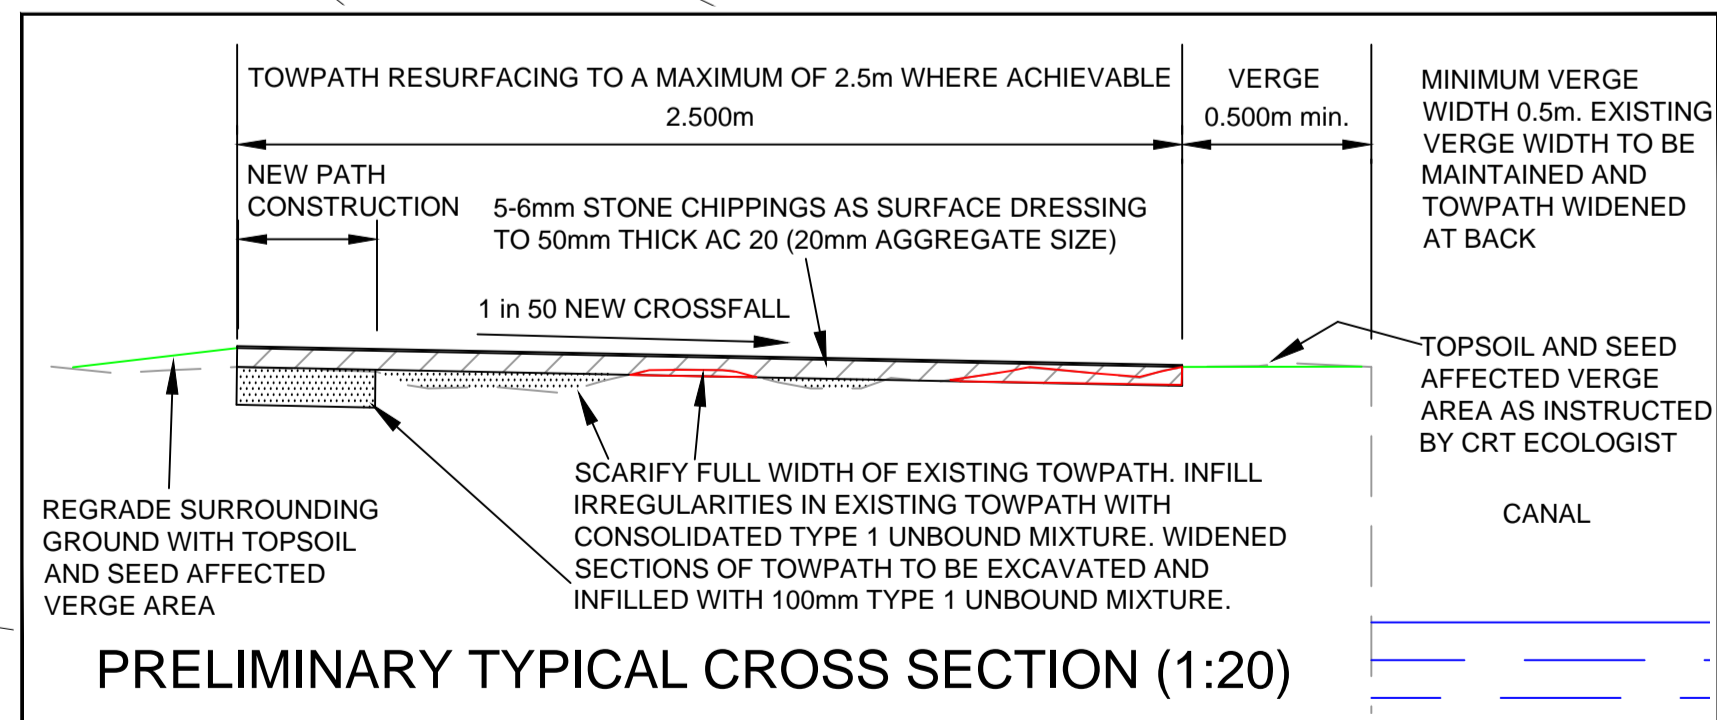 TOWPATH RESURFACING TO A MAXIMUM OF 2.5m WHERE ACHIEVABLE
2.500m
VERGE
0.500m min.
MINIMUM VERGE
WIDTH 0.5m. EXISTING
VERGE WIDTH TO BE
MAINTAINED AND
TOWPATH WIDENED
AT BACK
NEW PATH
CONSTRUCTION
5-6mm STONE CHIPPINGS AS SURFACE DRESSING
TO 50mm THICK AC 20 (20mm AGGREGATE SIZE)
1 in 50 NEW CROSSFALL
TOPSOIL AND SEED
AFFECTED VERGE
AREA AS INSTRUCTED
BY CRT ECOLOGIST
REGRADE SURROUNDING
GROUND WITH TOPSOIL
AND SEED AFFECTED
VERGE AREA
SCARIFY FULL WIDTH OF EXISTING TOWPATH. INFILL
IRREGULARITIES IN EXISTING TOWPATH WITH
CONSOLIDATED TYPE 1 UNBOUND MIXTURE. WIDENED
SECTIONS OF TOWPATH TO BE EXCAVATED AND
INFILLED WITH 100mm TYPE 1 UNBOUND MIXTURE.
CANAL
PRELIMINARY TYPICAL CROSS SECTION (1:20)